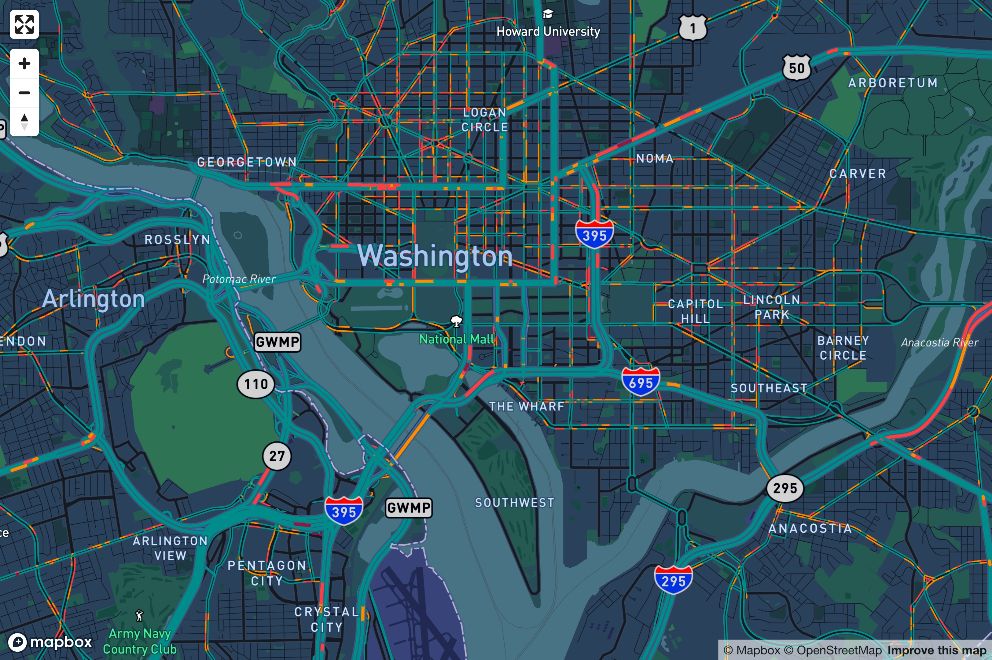 Howard University
1
50
ARBORETUM
LOGAN
CIRCLE
GEORGETOWN
NOMA
CARVER
ROSSLYN
395
Washington
Potomac River
Arlington
CAPITOL
HILL
LINCOLN
PARK
National Mall
ENDON
GWMP
BARNEY
CIRCLE
Anacostia River
110
695
SOUTHEAST
THE WHARF
27
295
SOUTHWEST
395
GWMP
ANACOSTIA
ce
ARLINGTON
VIEW
PENTAGON
CITY
295
CRYSTAL
CITY
Army Navy
Country Club
mapbox
© Mapbox © OpenStreetMap Improve this map